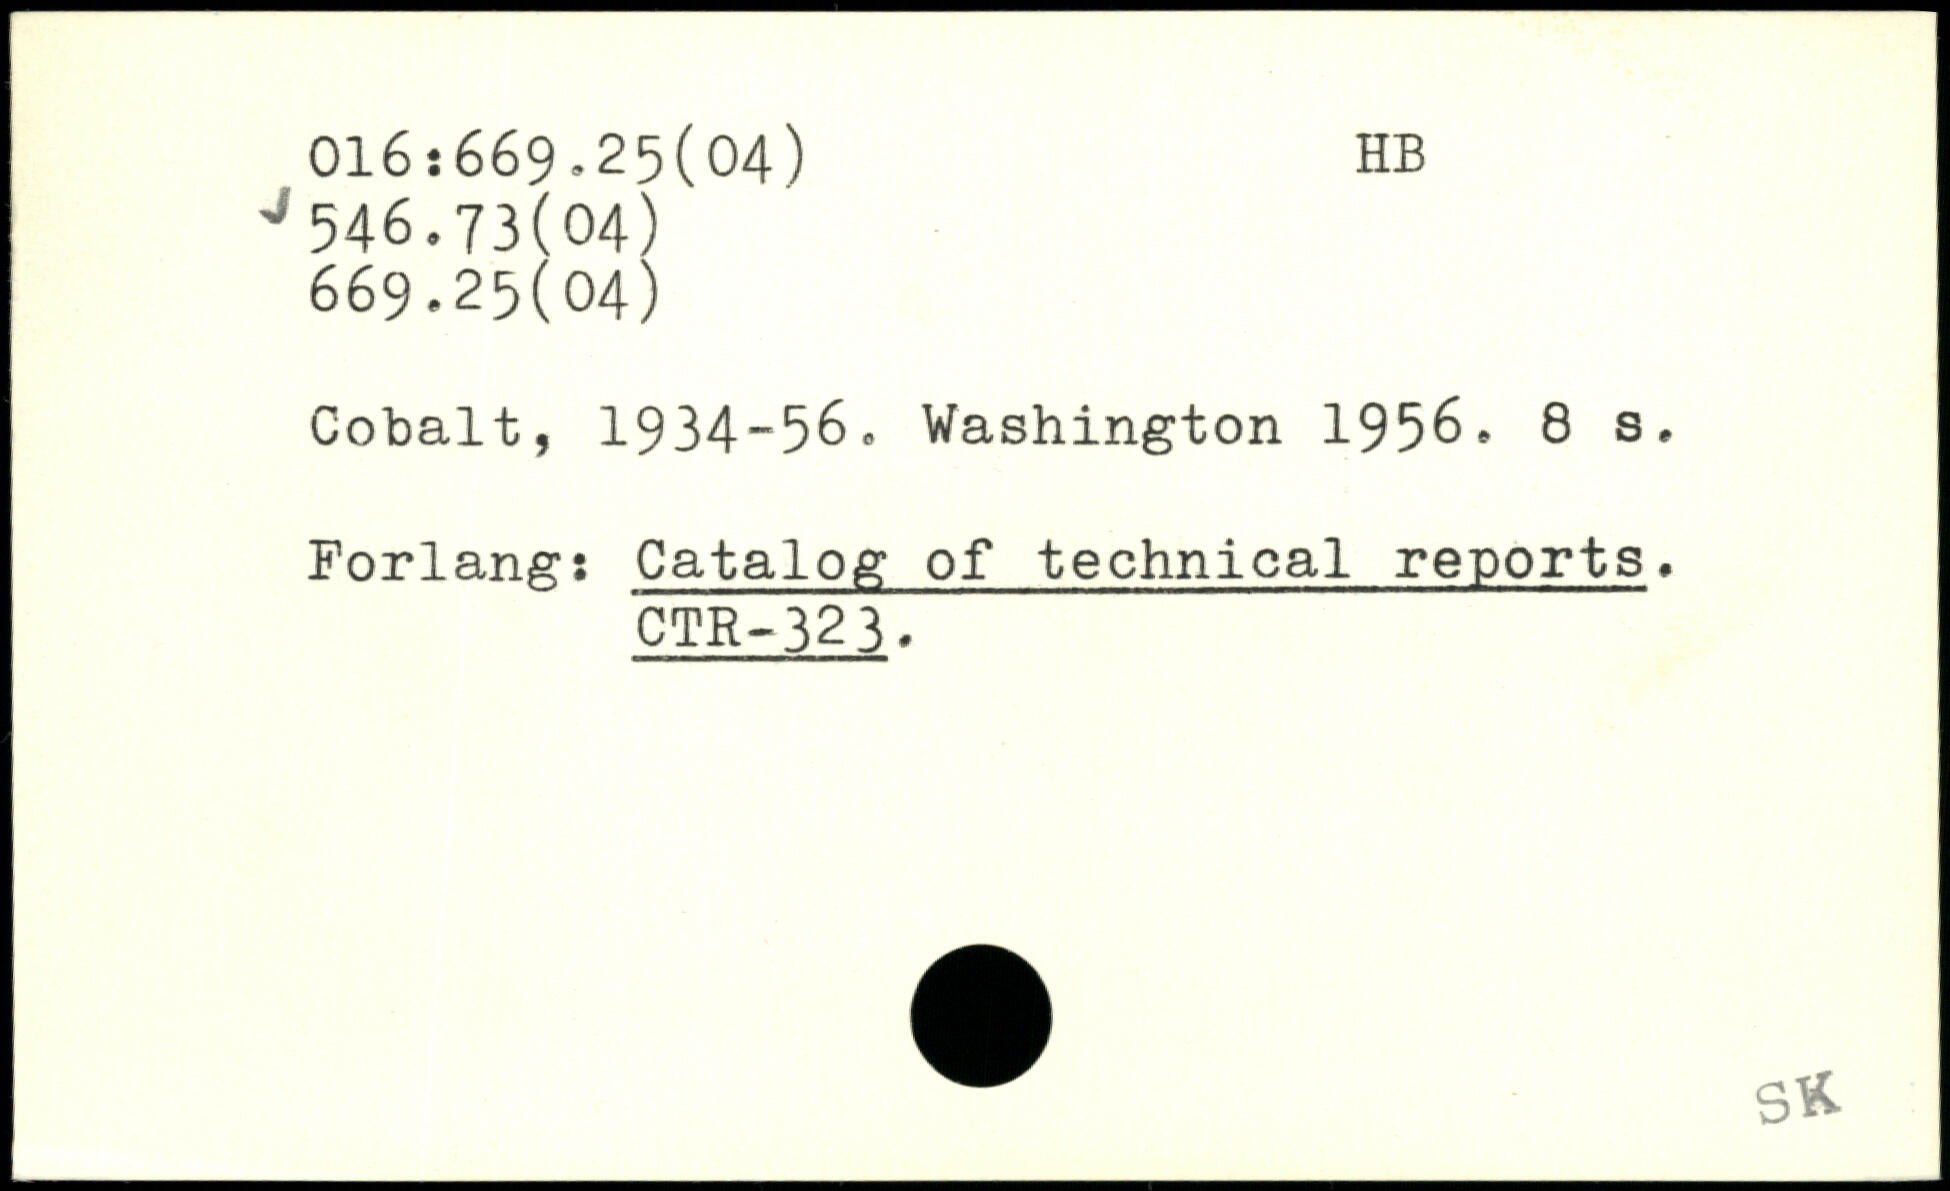 016:669.25(04) HB
546.73(04)
669.25(04)
Cobalt, 1934-56. Washington 1956. 8 s.
Forlang: Catalog of technical reports.
CTR-323.
SK